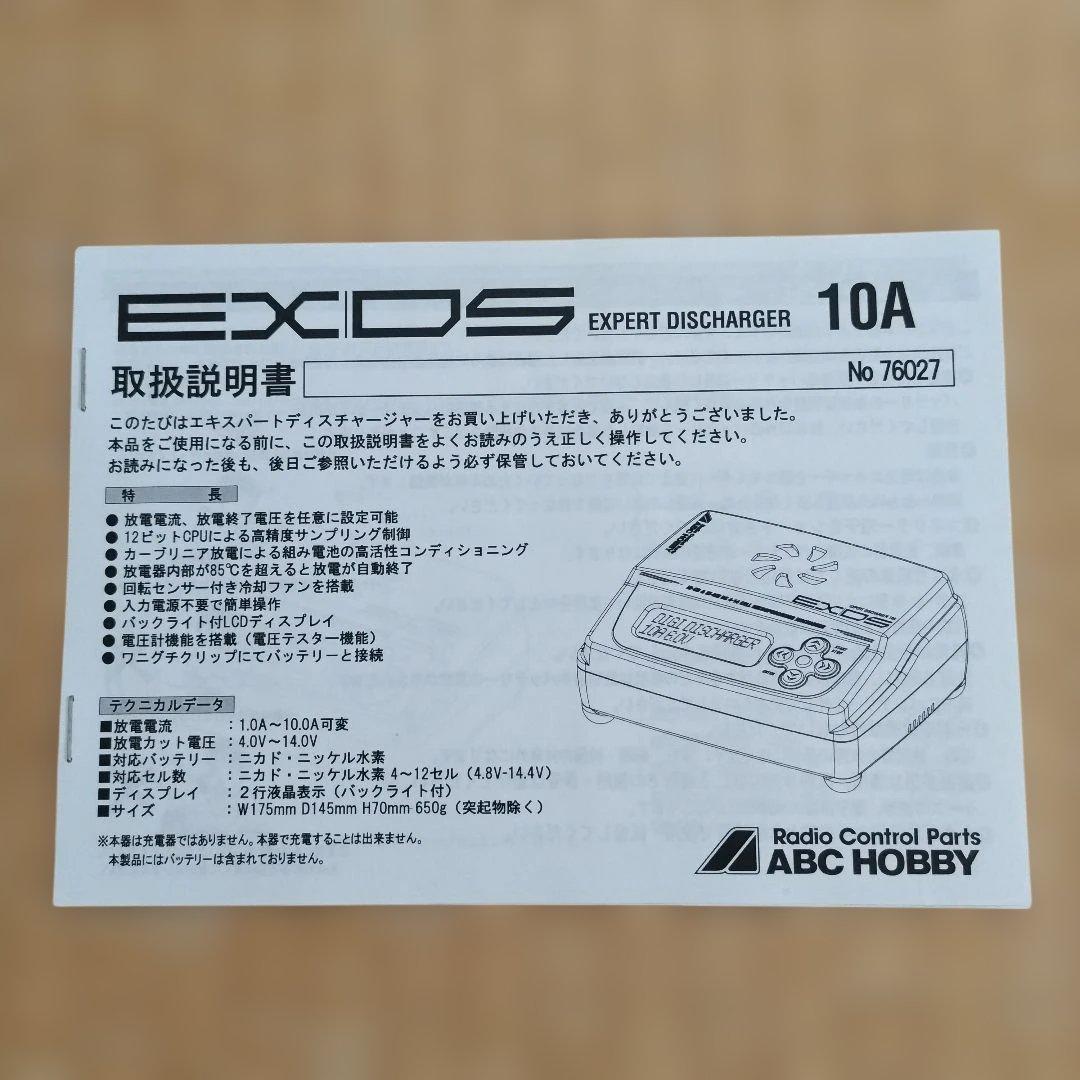 EXDS EXPERT DISCHARGER 10A
取扱説明書 No 76027
このたびはエキスパートディスチャージャーをお買い上げいただき、ありがとうございました。
本品をご使用になる前に、この取扱説明書をよくお読みのうえ正しく操作してください。
お読みになった後も、後日ご参照いただけるよう必ず保管しておいてください。
特 長
● 放電電流、放電終了電圧を任意に設定可能
● 12ビットCPUによる高精度サンプリング制御
● カーブリニア放電による組み電池の高活性コンディショニング
● 放電器内部が85℃を超えると放電が自動終了
● 回転センサー付き冷却ファンを搭載
● 入力電源不要で簡単操作
● バックライト付LCDディスプレイ
● 電圧計機能を搭載（電圧テスター機能）
● ワニグチクリップにてバッテリーと接続
EXDS
DIGI.DISCHARGER
10A 6.0V
テクニカルデータ
■放電電流 ：1.0A～10.0A可変
■放電カット電圧 ：4.0V～14.0V
■対応バッテリー ：ニカド・ニッケル水素
■対応セル数 ：ニカド・ニッケル水素 4～12セル（4.8V-14.4V）
■ディスプレイ ：２行液晶表示（バックライト付）
■サイズ ：W175mm D145mm H70mm 650g（突起物除く）
※本器は充電器ではありません。本器で充電することは出来ません。
本製品にはバッテリーは含まれておりません。
Radio Control Parts
ABC HOBBY